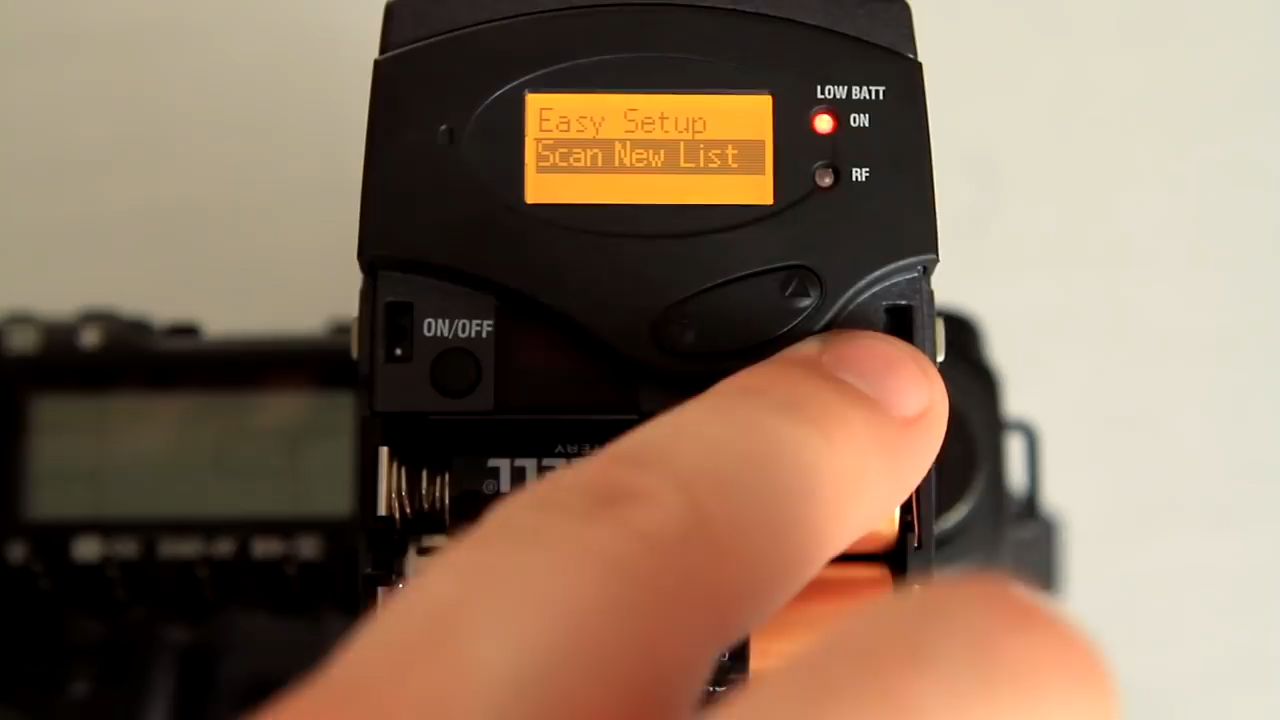 Easy Setup
Scan New List
LOW BATT
ON
RF
ON/OFF